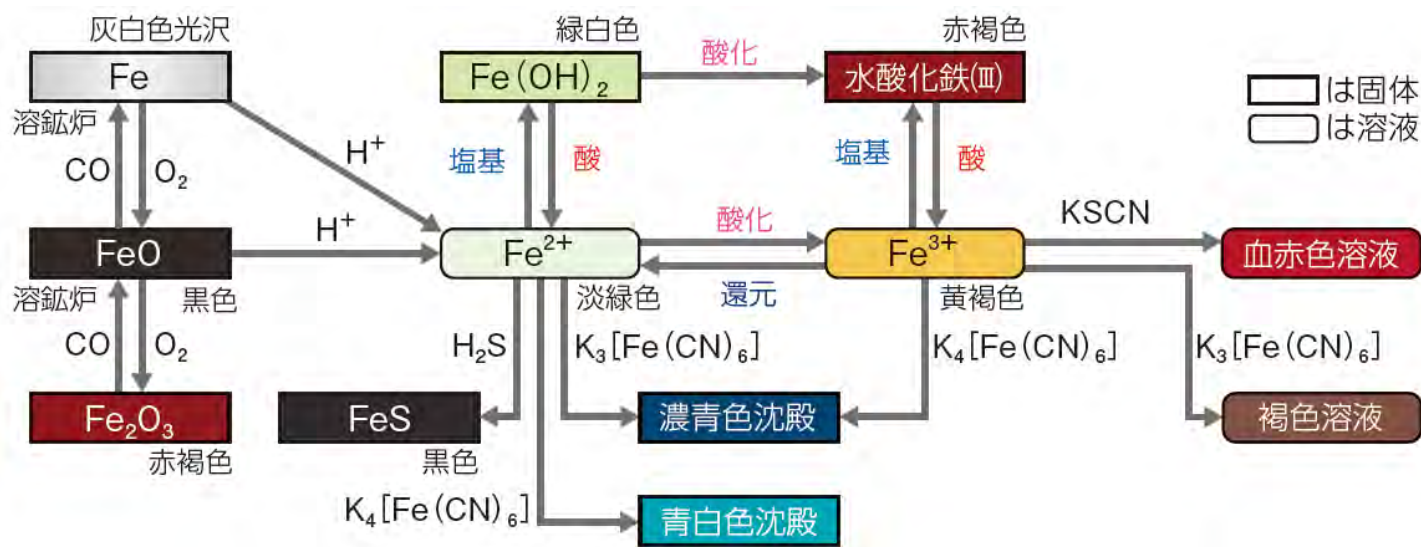 灰白色光沢
緑白色
赤褐色
Fe
Fe(OH)₂
酸化
水酸化鉄(Ⅲ)
は固体
は溶液
溶鉱炉
CO
O₂
H⁺
塩基
酸
塩基
酸
FeO
H⁺
Fe²⁺
酸化
還元
Fe³⁺
KSCN
血赤色溶液
溶鉱炉
黒色
淡緑色
黄褐色
CO
O₂
H₂S
K₃[Fe(CN)₆]
K₄[Fe(CN)₆]
K₃[Fe(CN)₆]
Fe₂O₃
FeS
濃青色沈殿
褐色溶液
赤褐色
黒色
K₄[Fe(CN)₆]
青白色沈殿